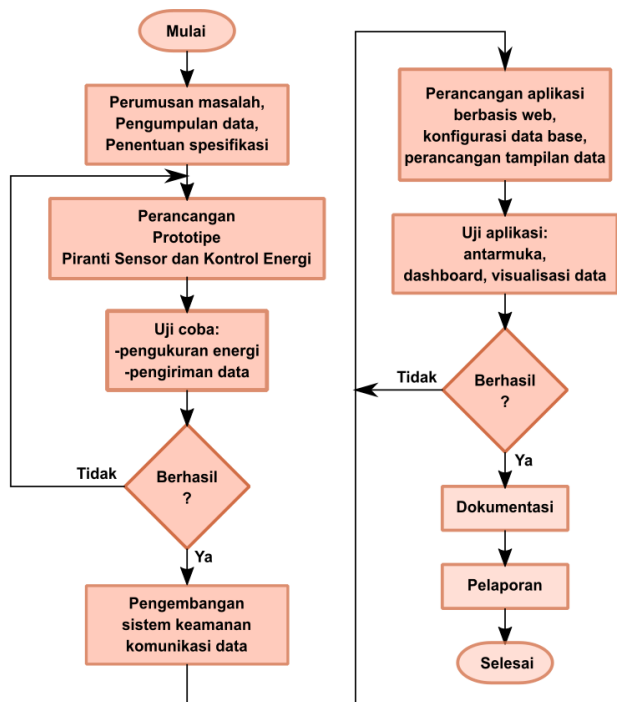 Mulai
Perumusan masalah,
Pengumpulan data,
Penentuan spesifikasi
Perancangan
Prototipe
Piranti Sensor dan Kontrol Energi
Uji coba:
-pengukuran energi
-pengiriman data
Berhasil
?
Tidak
Ya
Pengembangan
sistem keamanan
komunikasi data
Perancangan aplikasi
berbasis web,
konfigurasi data base,
perancangan tampilan data
Uji aplikasi:
antarmuka,
dashboard, visualisasi data
Berhasil
?
Tidak
Ya
Dokumentasi
Pelaporan
Selesai